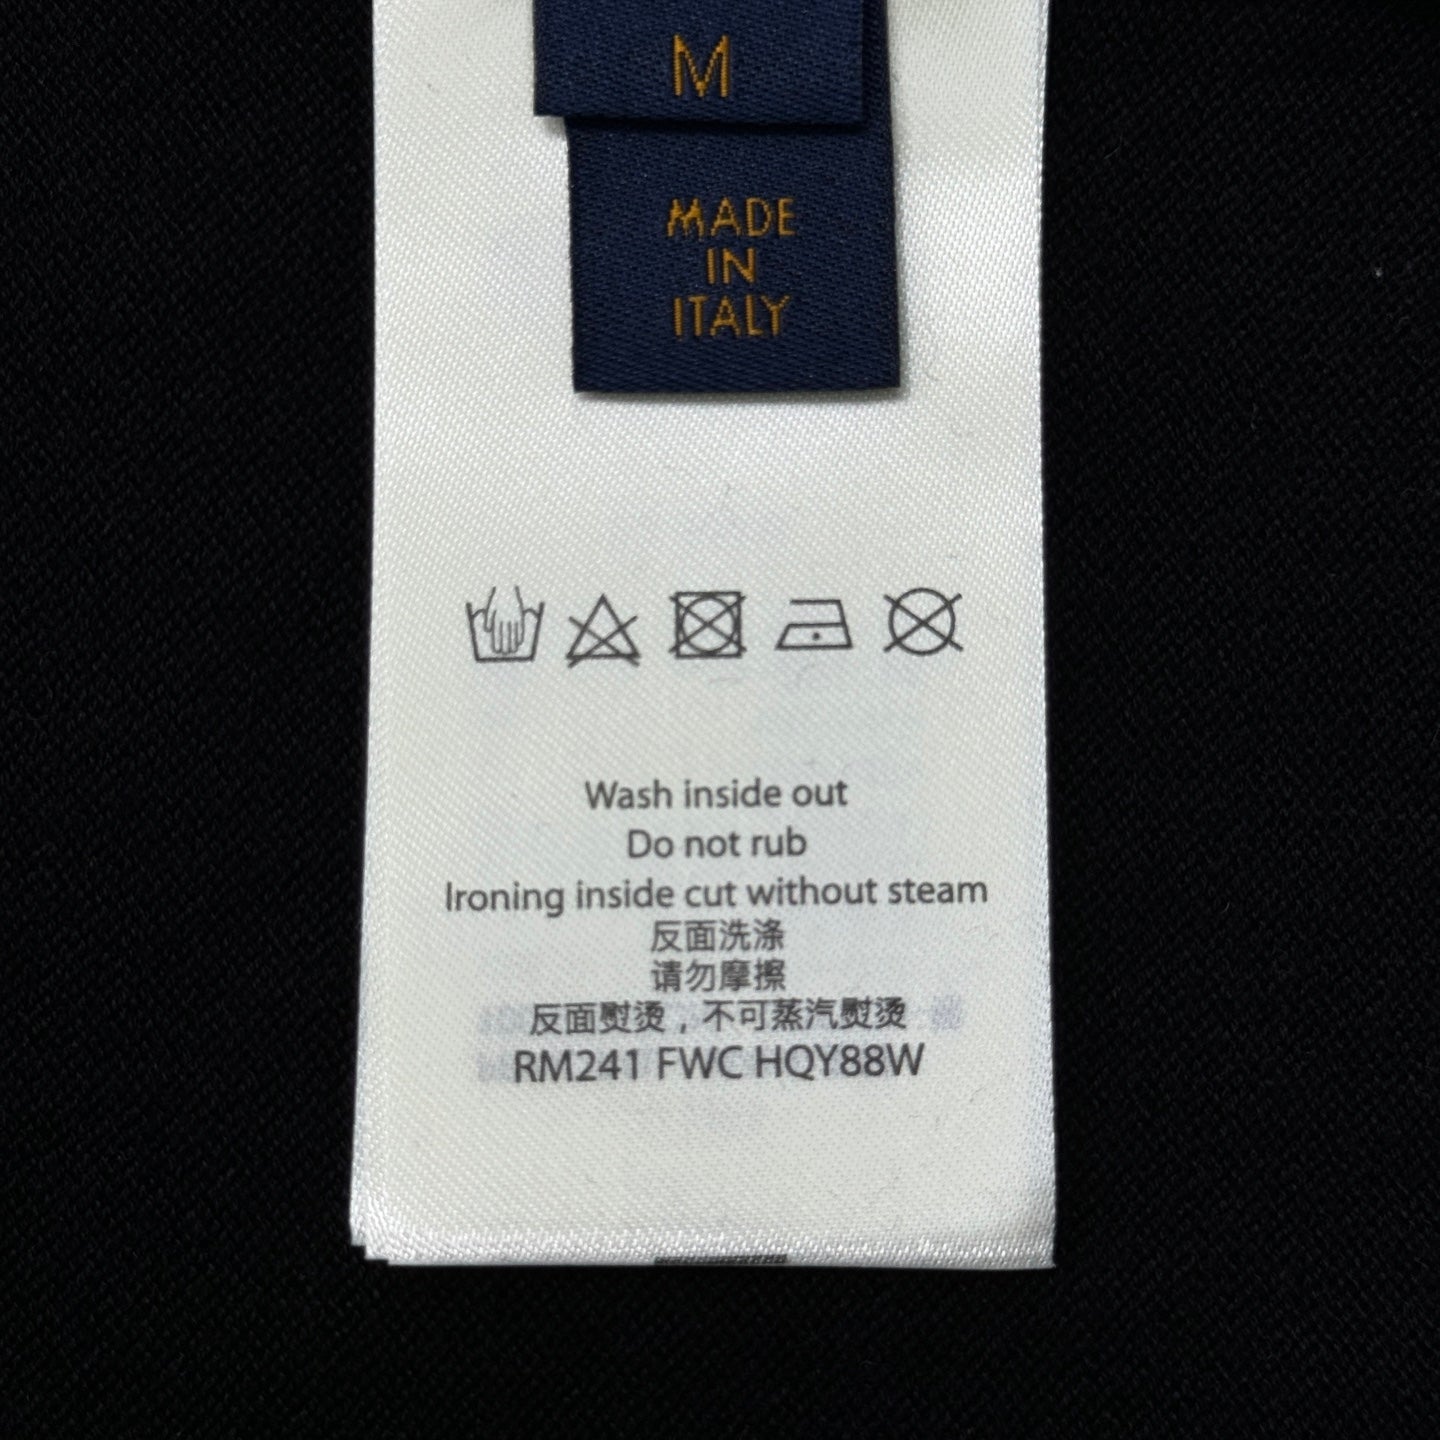 M
MADE
IN
ITALY
Wash inside out
Do not rub
Ironing inside cut without steam
反面洗涤
请勿摩擦
反面熨烫，不可蒸汽熨烫
RM241 FWC HQY88W